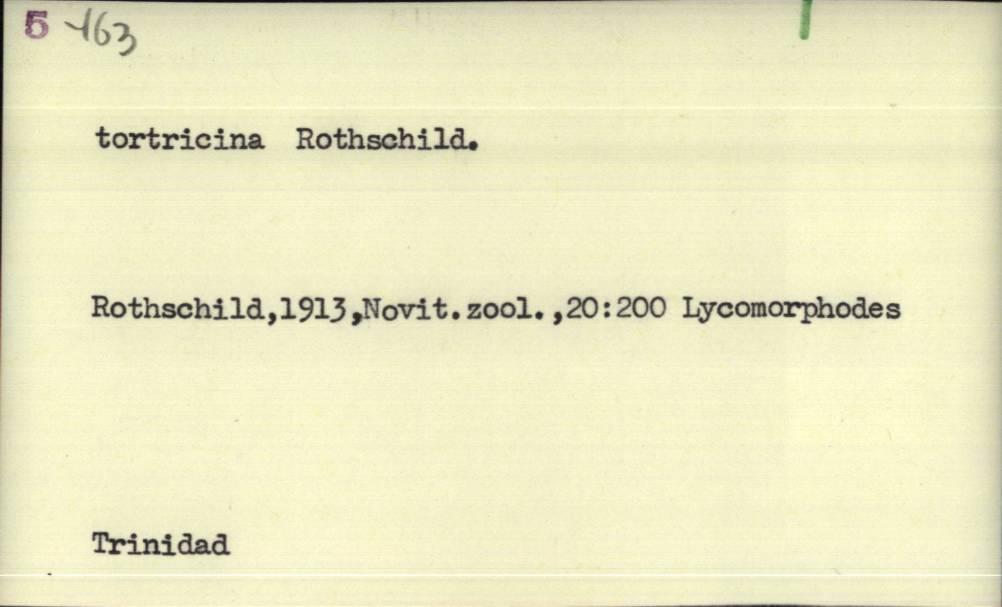 5 463
tortricina Rothschild.
Rothschild,1913,Novit.zool.,20:200 Lycomorphodes
Trinidad